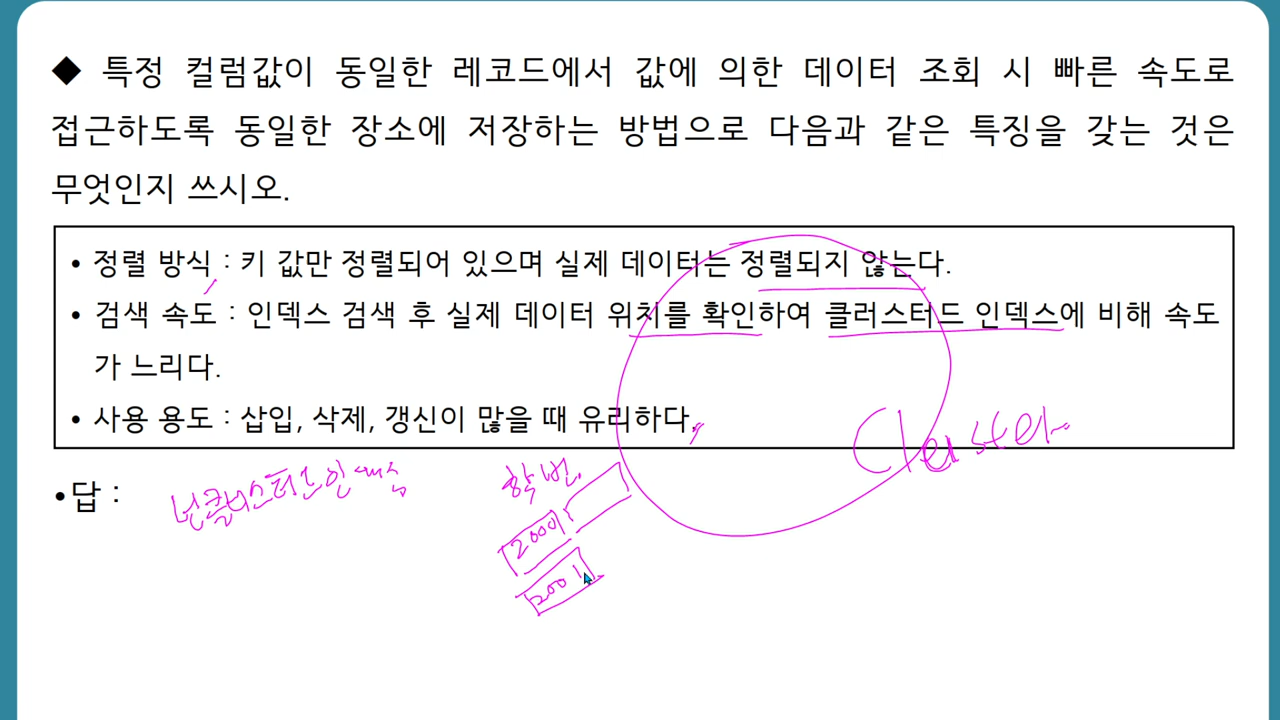 ◆ 특정 컬럼값이 동일한 레코드에서 값에 의한 데이터 조회 시 빠른 속도로
접근하도록 동일한 장소에 저장하는 방법으로 다음과 같은 특징을 갖는 것은
무엇인지 쓰시오.
• 정렬 방식 : 키 값만 정렬되어 있으며 실제 데이터는 정렬되지 않는다.
• 검색 속도 : 인덱스 검색 후 실제 데이터 위치를 확인하여 클러스터드 인덱스에 비해 속도
가 느리다.
• 사용 용도 : 삽입, 삭제, 갱신이 많을 때 유리하다.
•답 :
넌클러스터드인덱스
학번
2001
2001